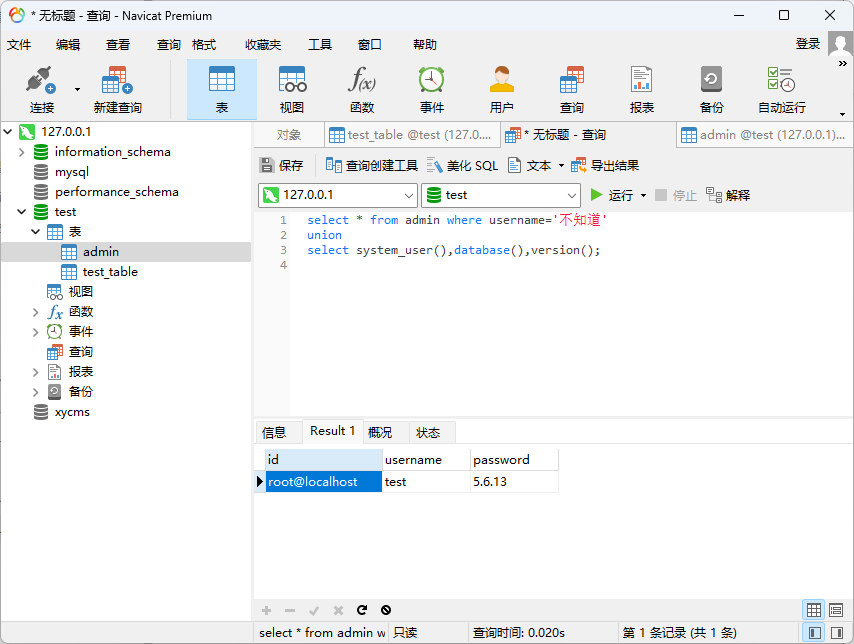 * 无标题 - 查询 - Navicat Premium
文件 编辑 查看 查询 格式 收藏夹 工具 窗口 帮助 登录
连接 新建查询 表 视图 函数 事件 用户 查询 报表 备份 自动运行
127.0.0.1
information_schema
mysql
performance_schema
test
表
admin
test_table
视图
函数
事件
查询
报表
备份
xycms
对象 test_table @test (127.0.... * 无标题 - 查询 admin @test (127.0.0.1)...
保存 查询创建工具 美化 SQL 文本 导出结果
127.0.0.1 test 运行 停止 解释
1 select * from admin where username='不知道'
2 union
3 select system_user(),database(),version();
4
信息 Result 1 概况 状态
id username password
root@localhost test 5.6.13
select * from admin w 只读 查询时间: 0.020s 第 1 条记录 (共 1 条)